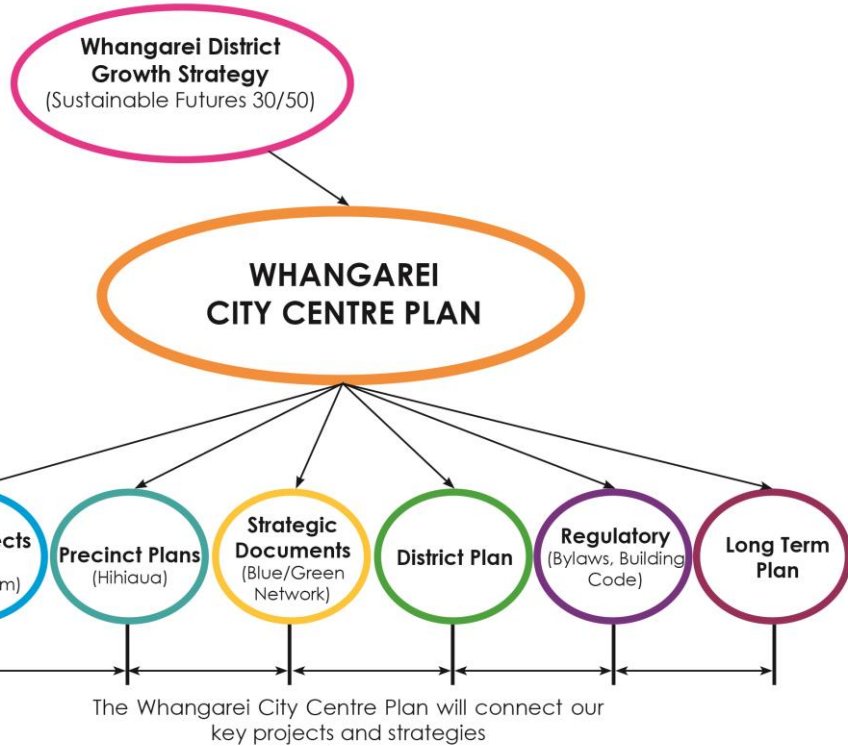 Whangarei District
Growth Strategy
(Sustainable Futures 30/50)
WHANGAREI
CITY CENTRE PLAN
Precinct Plans
(Hihiaua)
Strategic
Documents
(Blue/Green
Network)
District Plan
Regulatory
(Bylaws, Building
Code)
Long Term
Plan
The Whangarei City Centre Plan will connect our
key projects and strategies